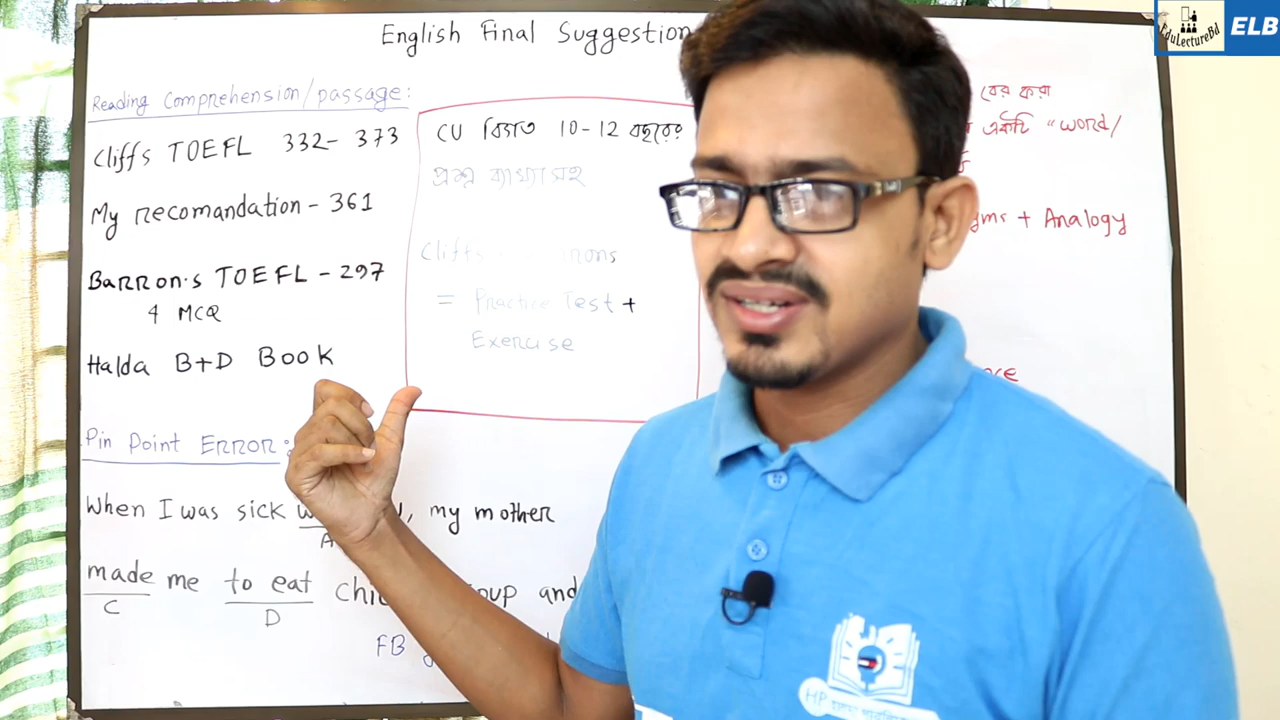 English Final Suggestion
EduLectureBd
ELB
Reading Comprehension/passage:
Cliffs TOEFL 332- 373
My recomandation - 361
Barron's TOEFL - 297
4 MCQ
Halda B+D Book
CU বিগত 10-12 বছরের
প্রশ্ন ব্যাখ্যাসহ
Cliffs
= Practice Test +
Exercise
বের করা
একটি "word/
+ Analogy
Pin Point Error:
When I was sick
, my mother
A
made me to eat
and
C
D
FB
HP